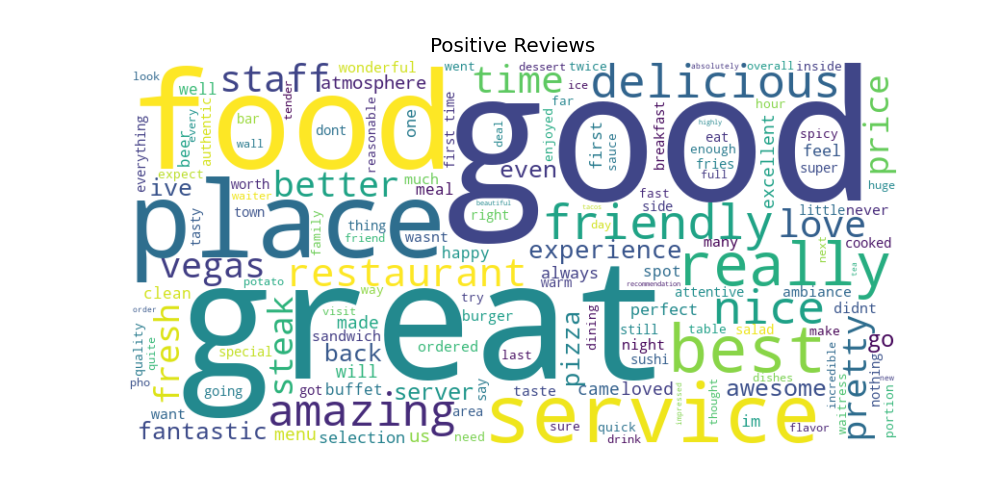 Positive Reviews
look
well
staff
wonderful
atmosphere
went
time
dessert
twice
ice
delicious
absolutely
overall
inside
price
food
good
everything
beer
every
authentic
bar
wall
tender
dont
reasonable
one
first time
deal
enjoyed
far
first
sauce
breakfast
highly
eat
enough
fries
full
hour
excellent
spicy
feel
super
huge
expect
ive
worth
waiter
better
much
meal
even
fast
side
place
tasty
town
family
thing
friend
wasnt
beautiful
right
happy
friendly
tacos
day
love
little
never
vegas
potato
restaurant
experience
always
warm
spot
many
really
next
cooked
tea
clean
way
great
recommendation
attentive
ambiance
nice
didnt
order
fresh
steak
visit
made
try
burger
pizza
dining
perfect
still
table
salad
make
pretty
go
quality
quite
special
sandwich
back
ordered
last
night
sushi
best
incredible
nothing
pho
going
will
got
buffet
server
say
taste
came
loved
dishes
awesome
waitress
new
portion
want
amazing
area
service
impressed
thought
im
fantastic
menu
selection
us
need
sure
drink
quick
flavor